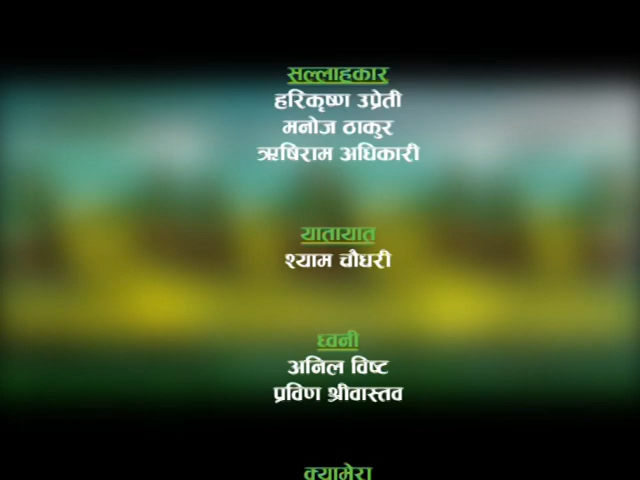 सल्लाहकार
हरिकृष्ण उप्रेती
मनोज ठाकुर
ऋषिराम अधिकारी
यातायात
श्याम चौधरी
ध्वनी
अनिल विष्ट
प्रविण श्रीवास्तव
क्यामेरा